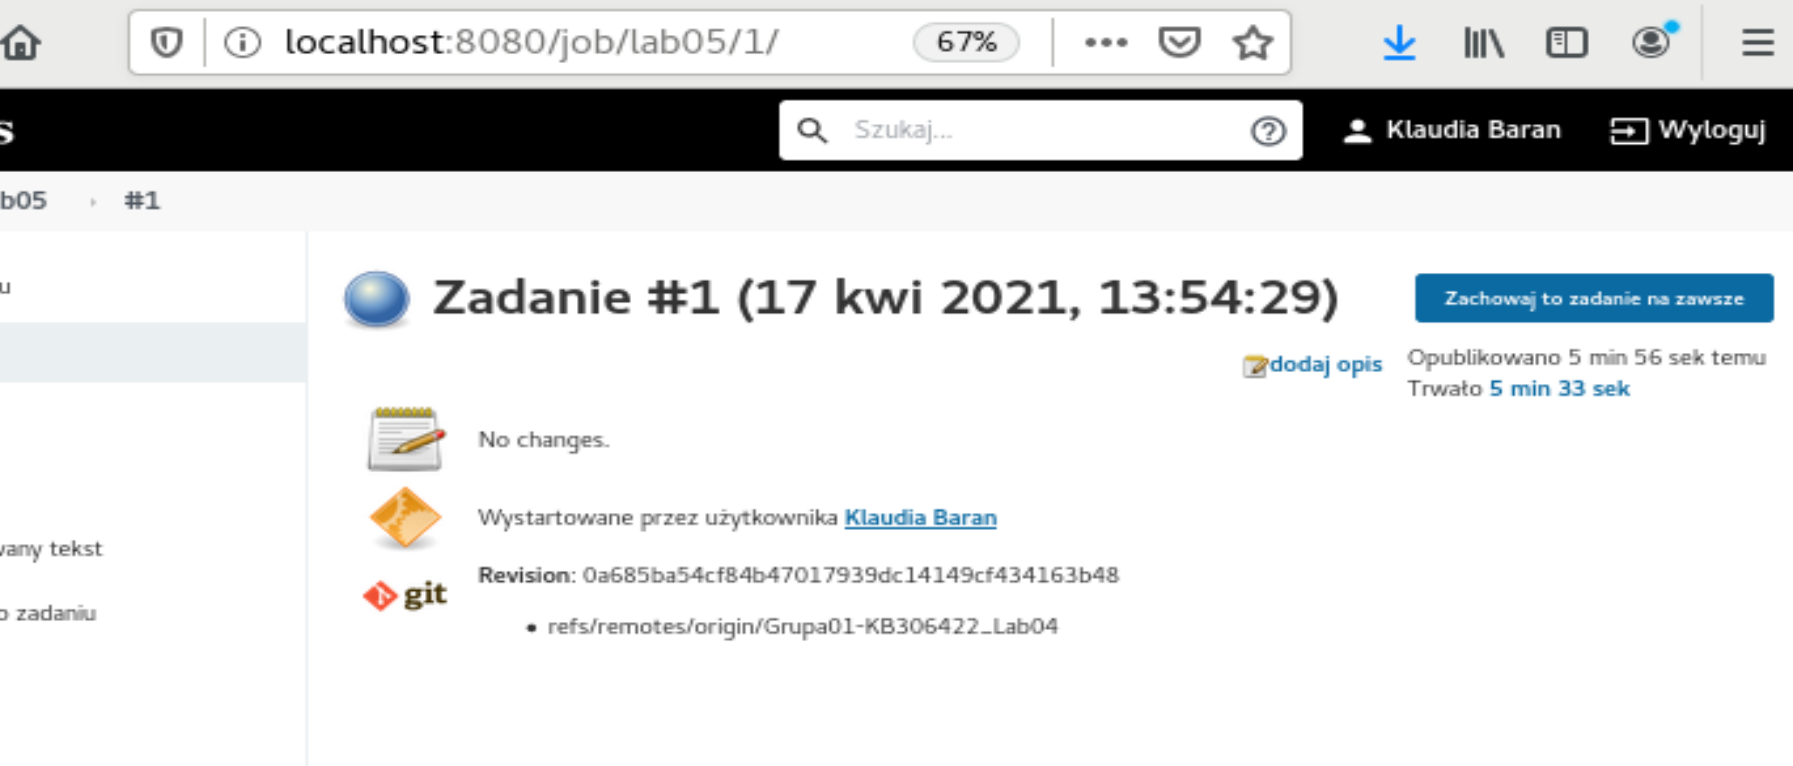 localhost:8080/job/lab05/1/ 67%
s Szukaj... Klaudia Baran Wyloguj
b05 #1
u
Zadanie #1 (17 kwi 2021, 13:54:29) Zachowaj to zadanie na zawsze
dodaj opis Opublikowano 5 min 56 sek temu
Trwało 5 min 33 sek
No changes.
Wystartowane przez użytkownika Klaudia Baran
wany tekst
git Revision: 0a685ba54cf84b47017939dc14149cf434163b48
o zadaniu
• refs/remotes/origin/Grupa01-KB306422_Lab04